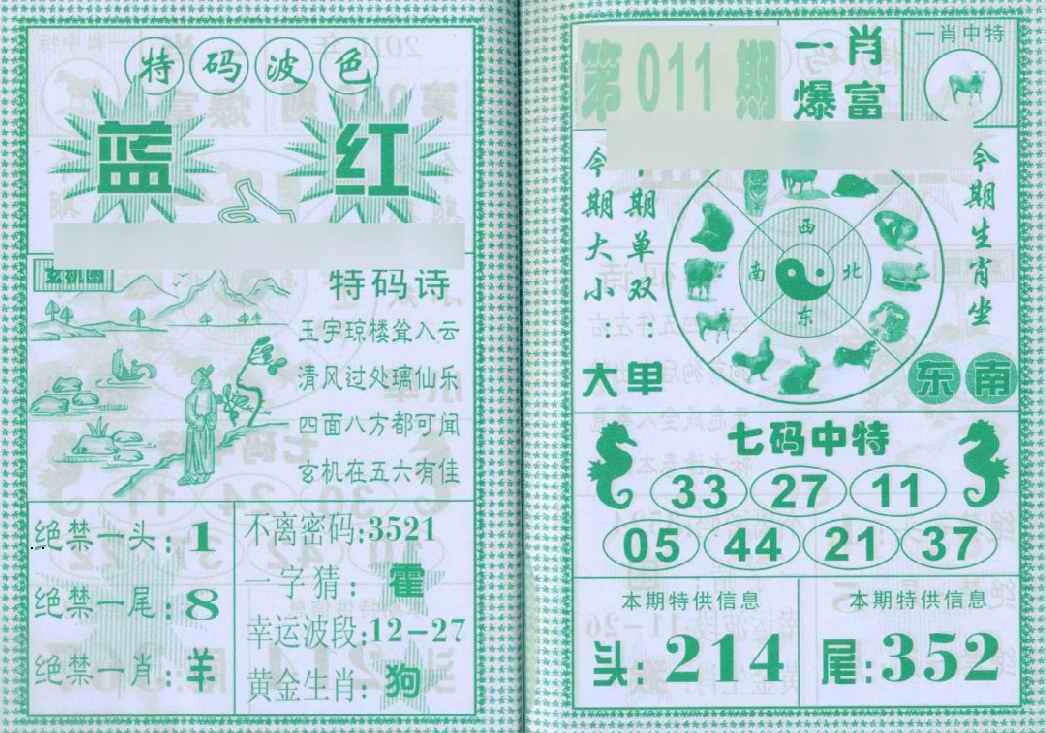 特码波色
蓝 红
玄机图
特码诗
玉宇琼楼耸入云
清风过处璃仙乐
四面八方都可闻
玄机在五六有佳
绝禁一头:1
绝禁一尾:8
绝禁一肖:羊
不离密码:3521
一字猜:霍
幸运波段:12-27
黄金生肖:狗
第011期
一肖
爆富
一肖中特
今期大小:
期单双:
大单
西
南 北
东
今期生肖坐
东南
七码中特
33 27 11
05 44 21 37
本期特供信息
头:214
本期特供信息
尾:352